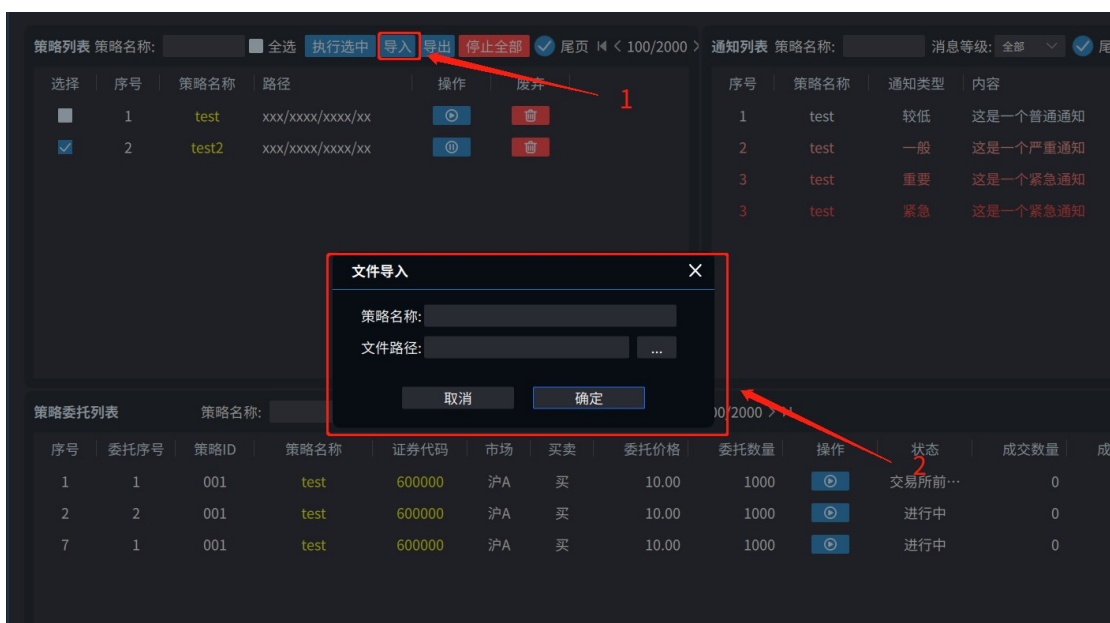 策略列表 策略名称: 全选 执行选中 导入 导出 停止全部 尾页 < 100/2000 >
选择 序号 策略名称 路径 操作 废弃
1 test xxx/xxxx/xxxx/xx
2 test2 xxx/xxxx/xxxx/xx
1
通知列表 策略名称: 消息等级: 全部 尾
序号 策略名称 通知类型 内容
1 test 较低 这是一个普通通知
2 test 一般 这是一个严重通知
3 test 重要 这是一个紧急通知
3 test 紧急 这是一个紧急通知
文件导入
策略名称:
文件路径: ...
取消 确定
策略委托列表 策略名称: 00/2000 >
序号 委托序号 策略ID 策略名称 证券代码 市场 买卖 委托价格 委托数量 操作 状态 成交数量 成
2
1 1 001 test 600000 沪A 买 10.00 1000 交易所前… 0
2 2 001 test 600000 沪A 买 10.00 1000 进行中 0
7 1 001 test 600000 沪A 买 10.00 1000 进行中 0